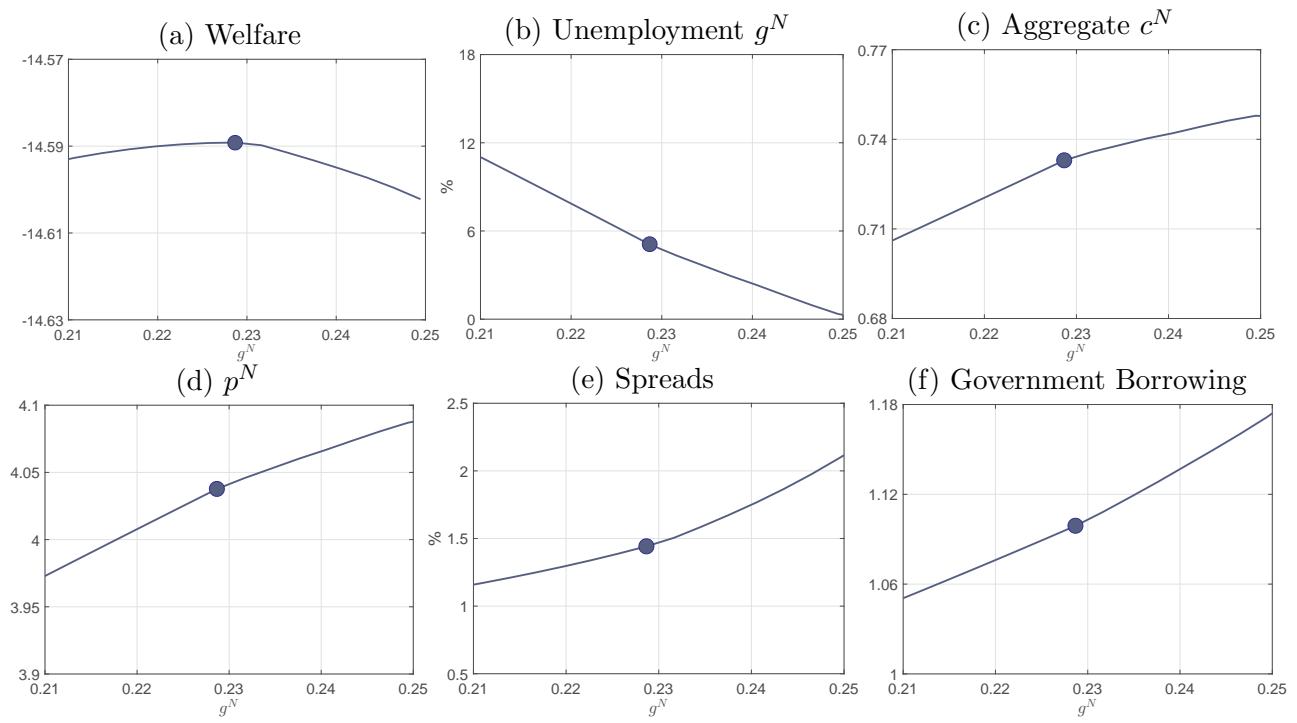 (a) Welfare
-14.57
-14.59
-14.61
-14.63
0.21 0.22 0.23 0.24 0.25
g^N
(b) Unemployment g^N
%
18
12
6
0
0.21 0.22 0.23 0.24 0.25
g^N
(c) Aggregate c^N
0.77
0.74
0.71
0.68
0.21 0.22 0.23 0.24 0.25
g^N
(d) p^N
4.1
4.05
4
3.95
3.9
0.21 0.22 0.23 0.24 0.25
g^N
(e) Spreads
%
2.5
2
1.5
1
0.5
0.21 0.22 0.23 0.24 0.25
g^N
(f) Government Borrowing
1.18
1.12
1.06
1
0.21 0.22 0.23 0.24 0.25
g^N